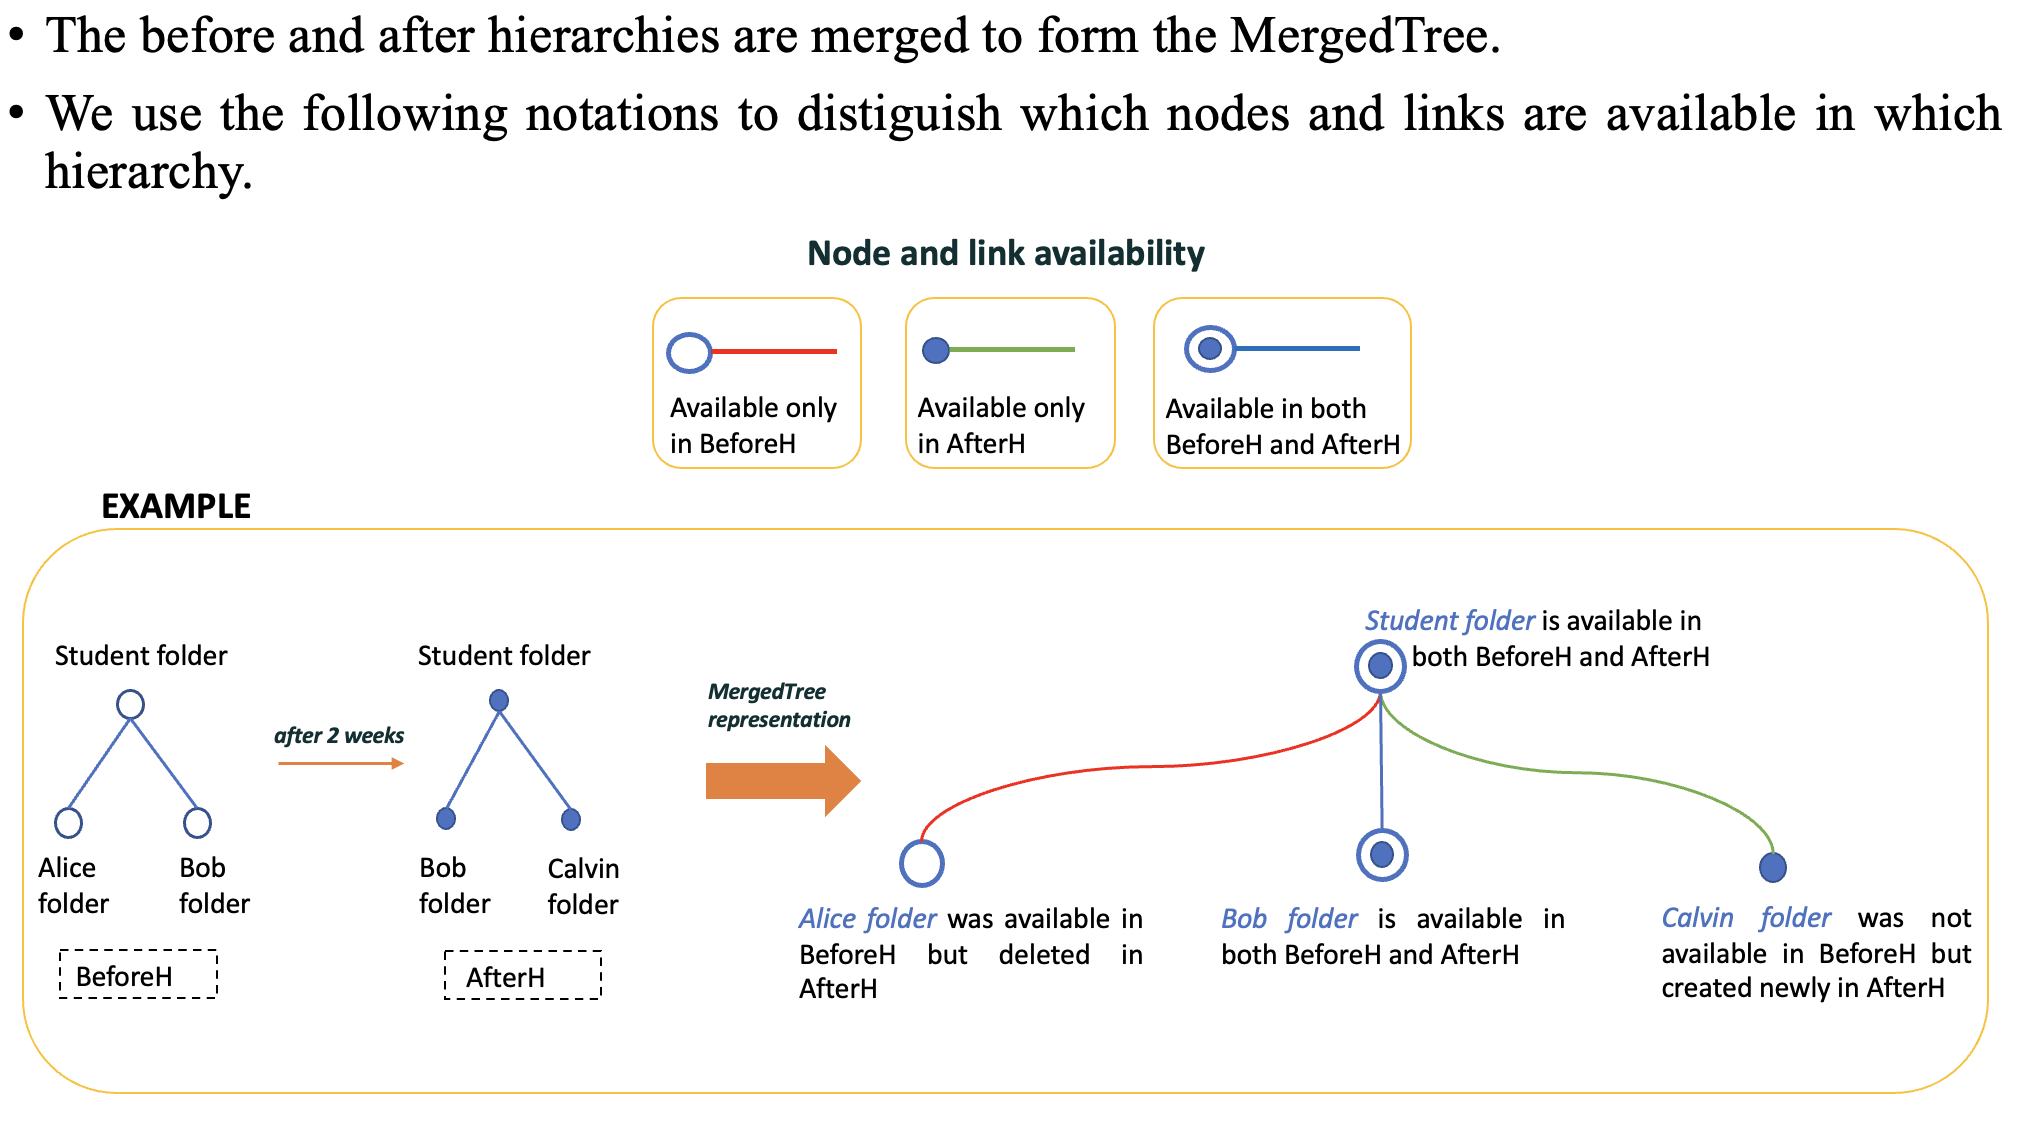 • The before and after hierarchies are merged to form the MergedTree.
• We use the following notations to distiguish which nodes and links are available in which
hierarchy.
Node and link availability
Available only
in BeforeH
Available only
in AfterH
Available in both
BeforeH and AfterH
EXAMPLE
Student folder
Alice
folder
Bob
folder
BeforeH
after 2 weeks
Student folder
Bob
folder
Calvin
folder
AfterH
MergedTree
representation
Student folder is available in
both BeforeH and AfterH
Alice folder was available in
BeforeH but deleted in
AfterH
Bob folder is available in
both BeforeH and AfterH
Calvin folder was not
available in BeforeH but
created newly in AfterH